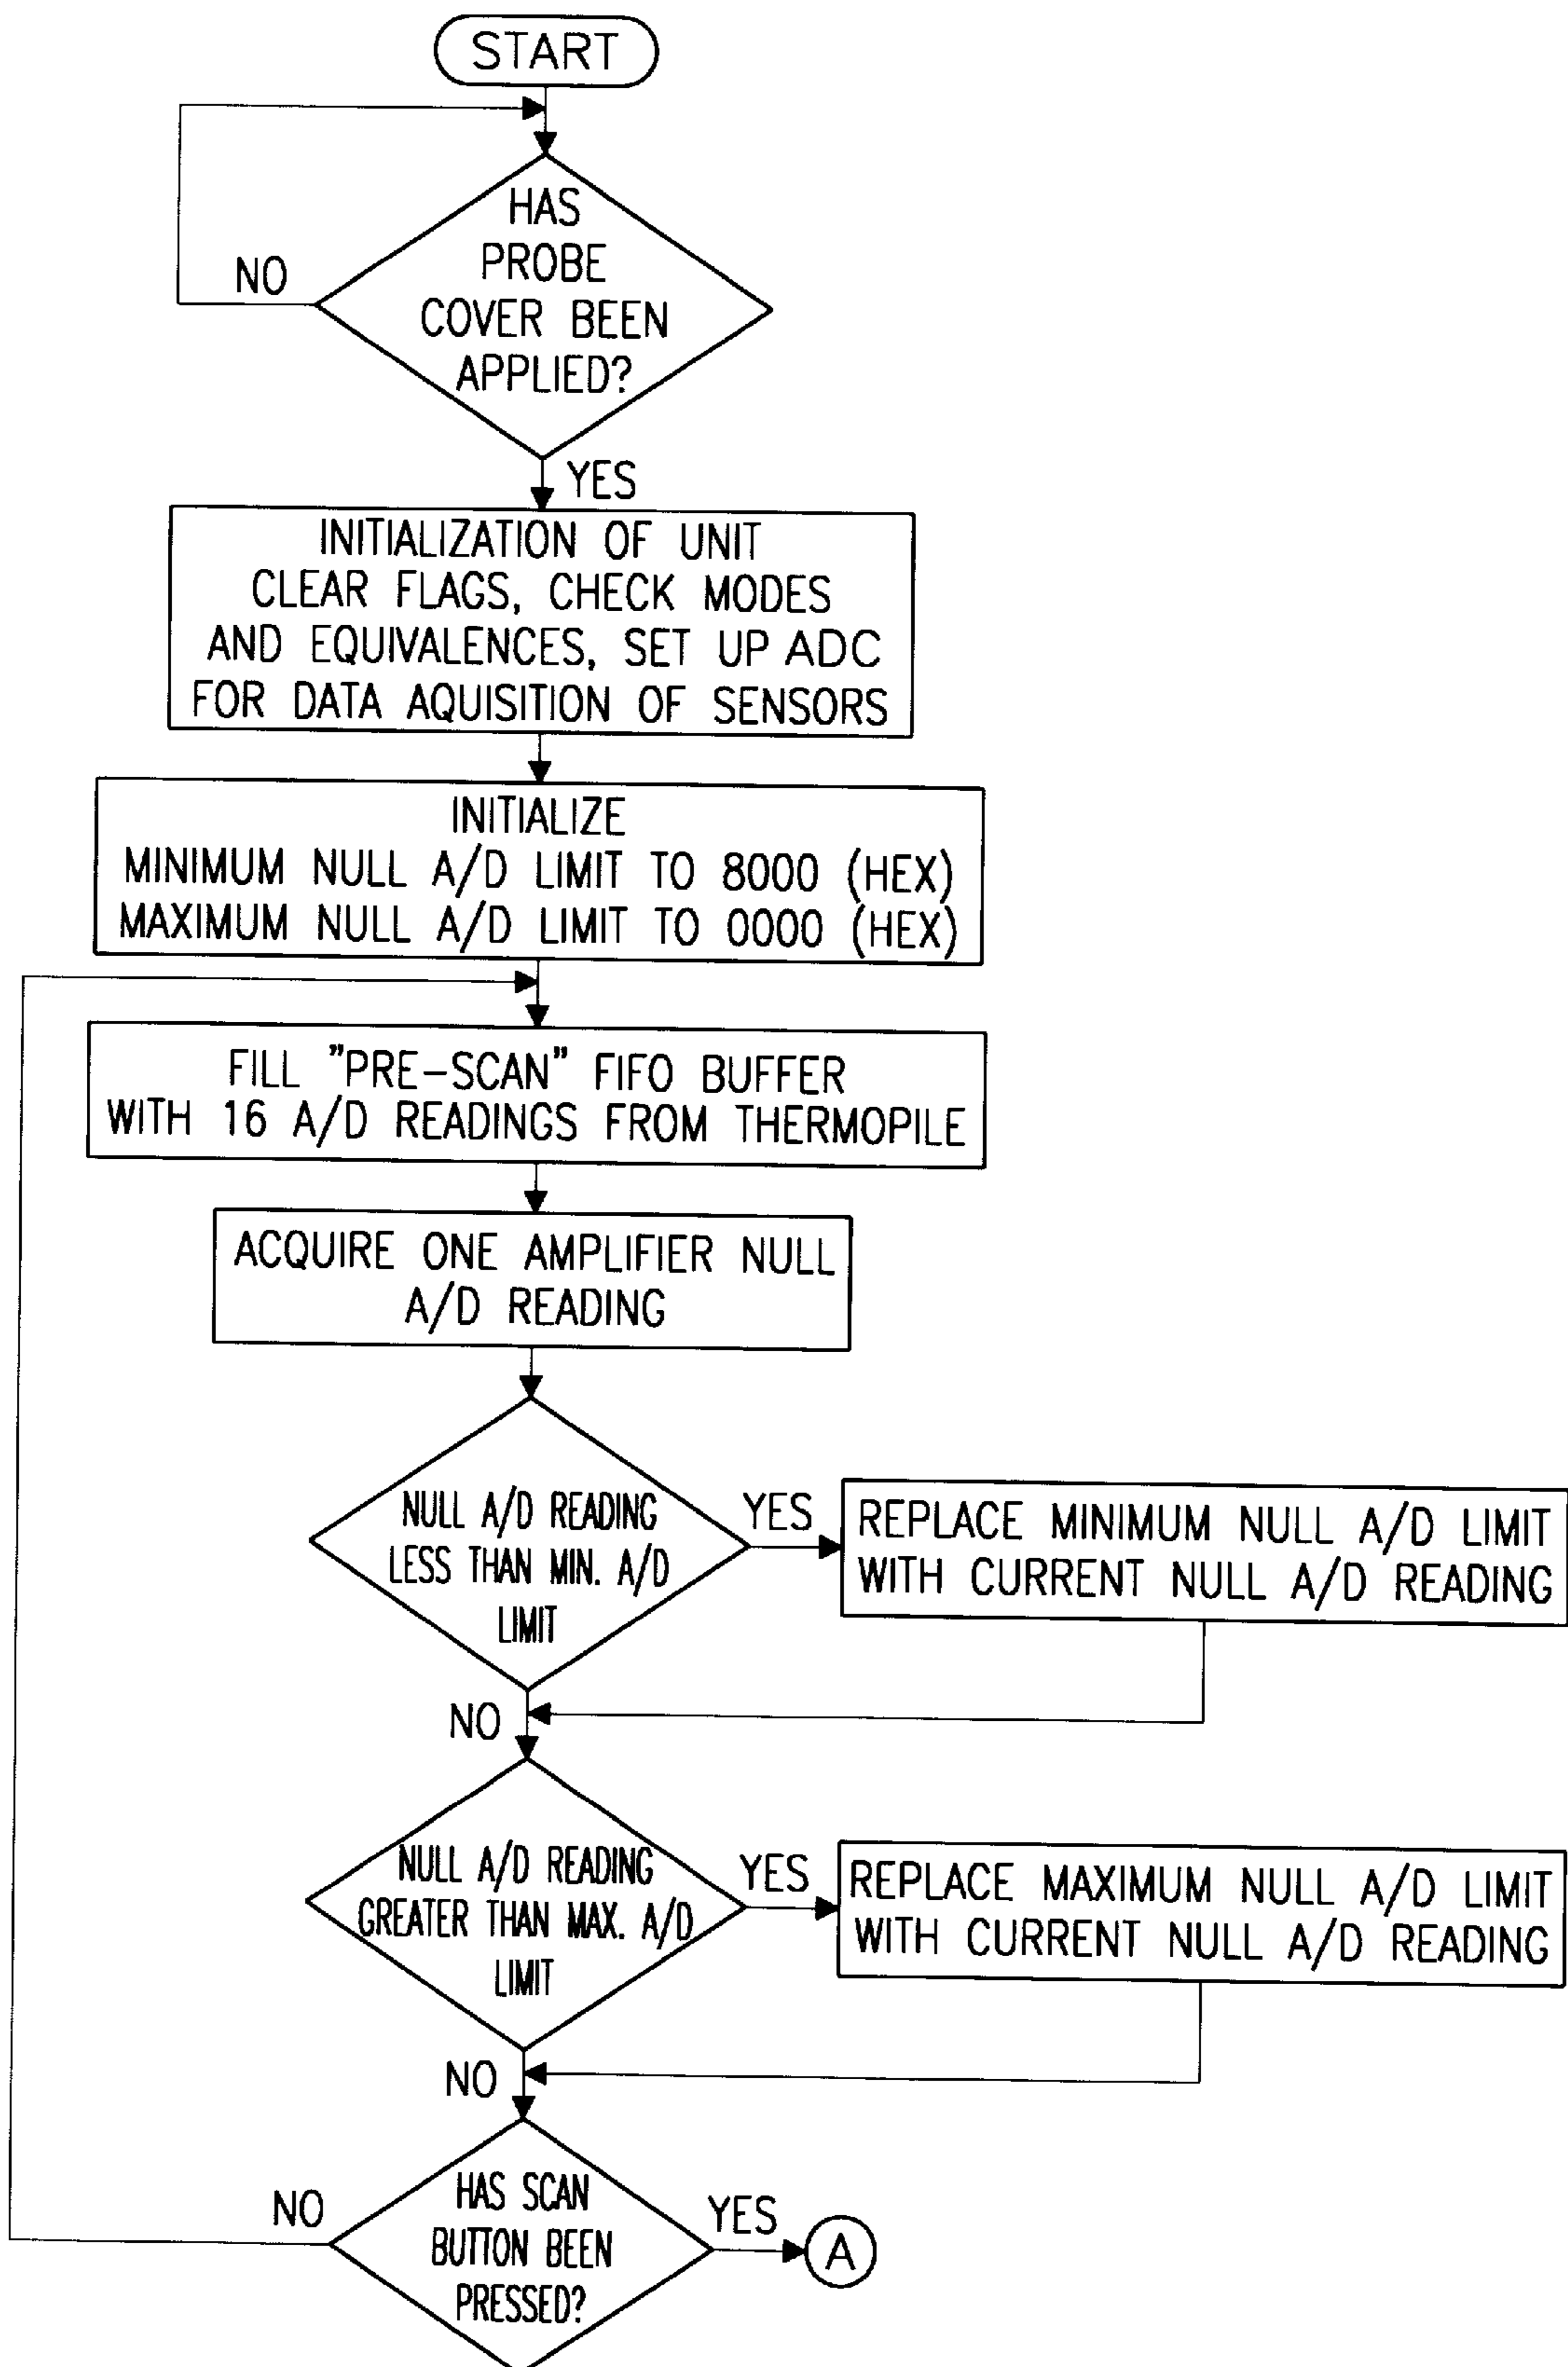 START
HAS
PROBE
COVER BEEN
APPLIED?
NO
YES
INITIALIZATION OF UNIT
CLEAR FLAGS, CHECK MODES
AND EQUIVALENCES, SET UP ADC
FOR DATA AQUISITION OF SENSORS
INITIALIZE
MINIMUM NULL A/D LIMIT TO 8000 (HEX)
MAXIMUM NULL A/D LIMIT TO 0000 (HEX)
FILL "PRE-SCAN" FIFO BUFFER
WITH 16 A/D READINGS FROM THERMOPILE
ACQUIRE ONE AMPLIFIER NULL
A/D READING
NULL A/D READING
LESS THAN MIN. A/D
LIMIT
YES
REPLACE MINIMUM NULL A/D LIMIT
WITH CURRENT NULL A/D READING
NO
NULL A/D READING
GREATER THAN MAX. A/D
LIMIT
YES
REPLACE MAXIMUM NULL A/D LIMIT
WITH CURRENT NULL A/D READING
NO
HAS SCAN
BUTTON BEEN
PRESSED?
NO
YES
A